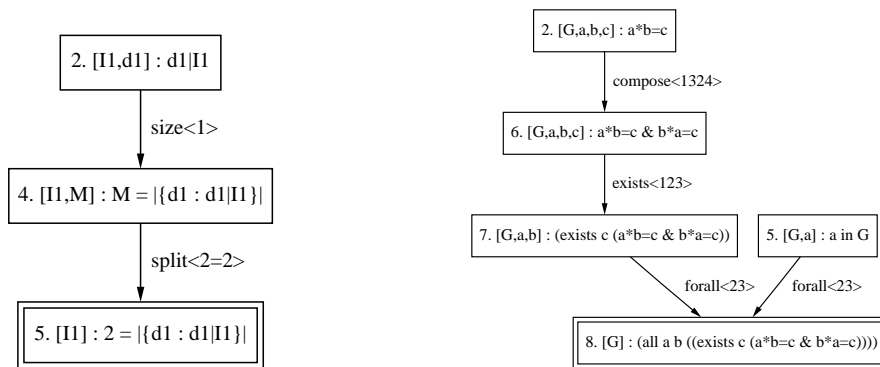 2. [I1,d1] : d1|I1
size<1>
4. [I1,M] : M = |{d1 : d1|I1}|
split<2=2>
5. [I1] : 2 = |{d1 : d1|I1}|
2. [G,a,b,c] : a*b=c
compose<1324>
6. [G,a,b,c] : a*b=c & b*a=c
exists<123>
7. [G,a,b] : (exists c (a*b=c & b*a=c))
5. [G,a] : a in G
forall<23>
forall<23>
8. [G] : (all a b ((exists c (a*b=c & b*a=c))))